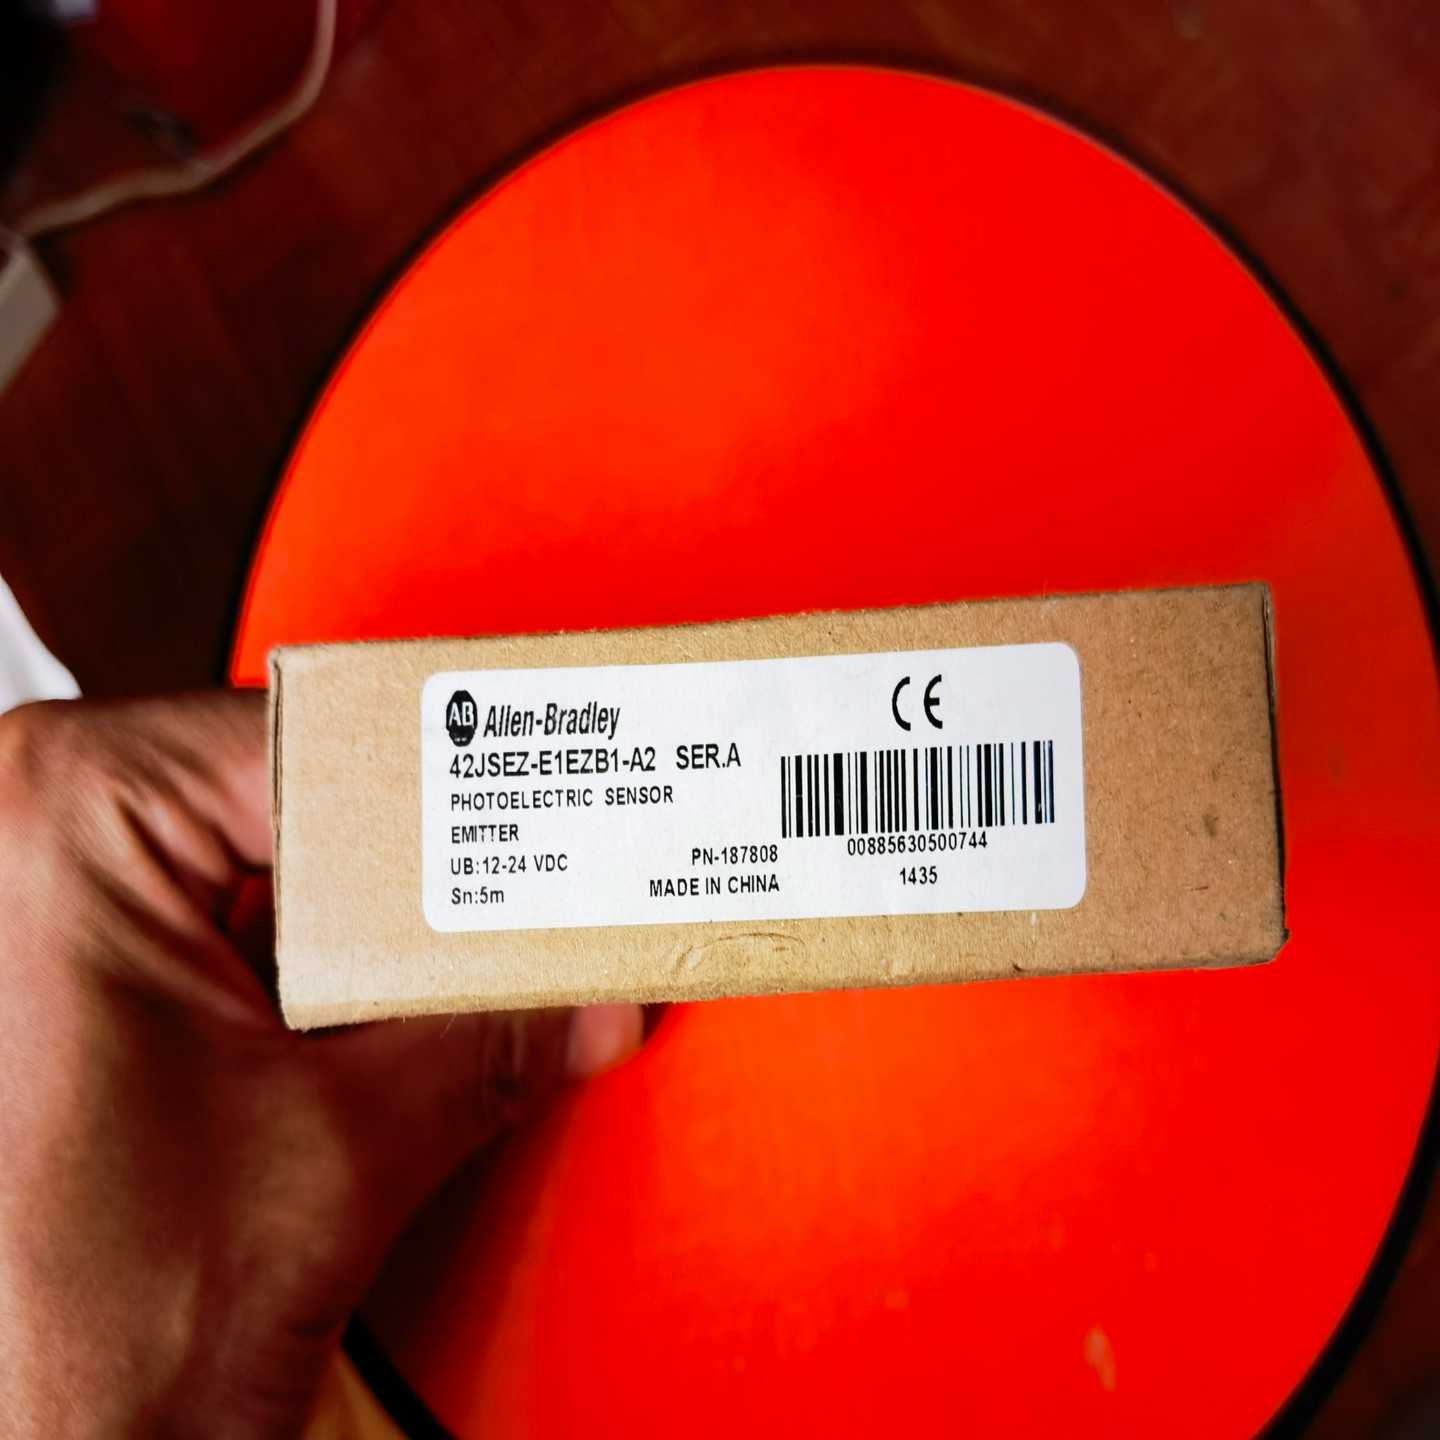 AB Allen-Bradley
CE
42JSEZ-E1EZB1-A2 SER.A
PHOTOELECTRIC SENSOR
EMITTER
UB:12-24 VDC
Sn:5m
PN-187808
MADE IN CHINA
00885630500744
1435